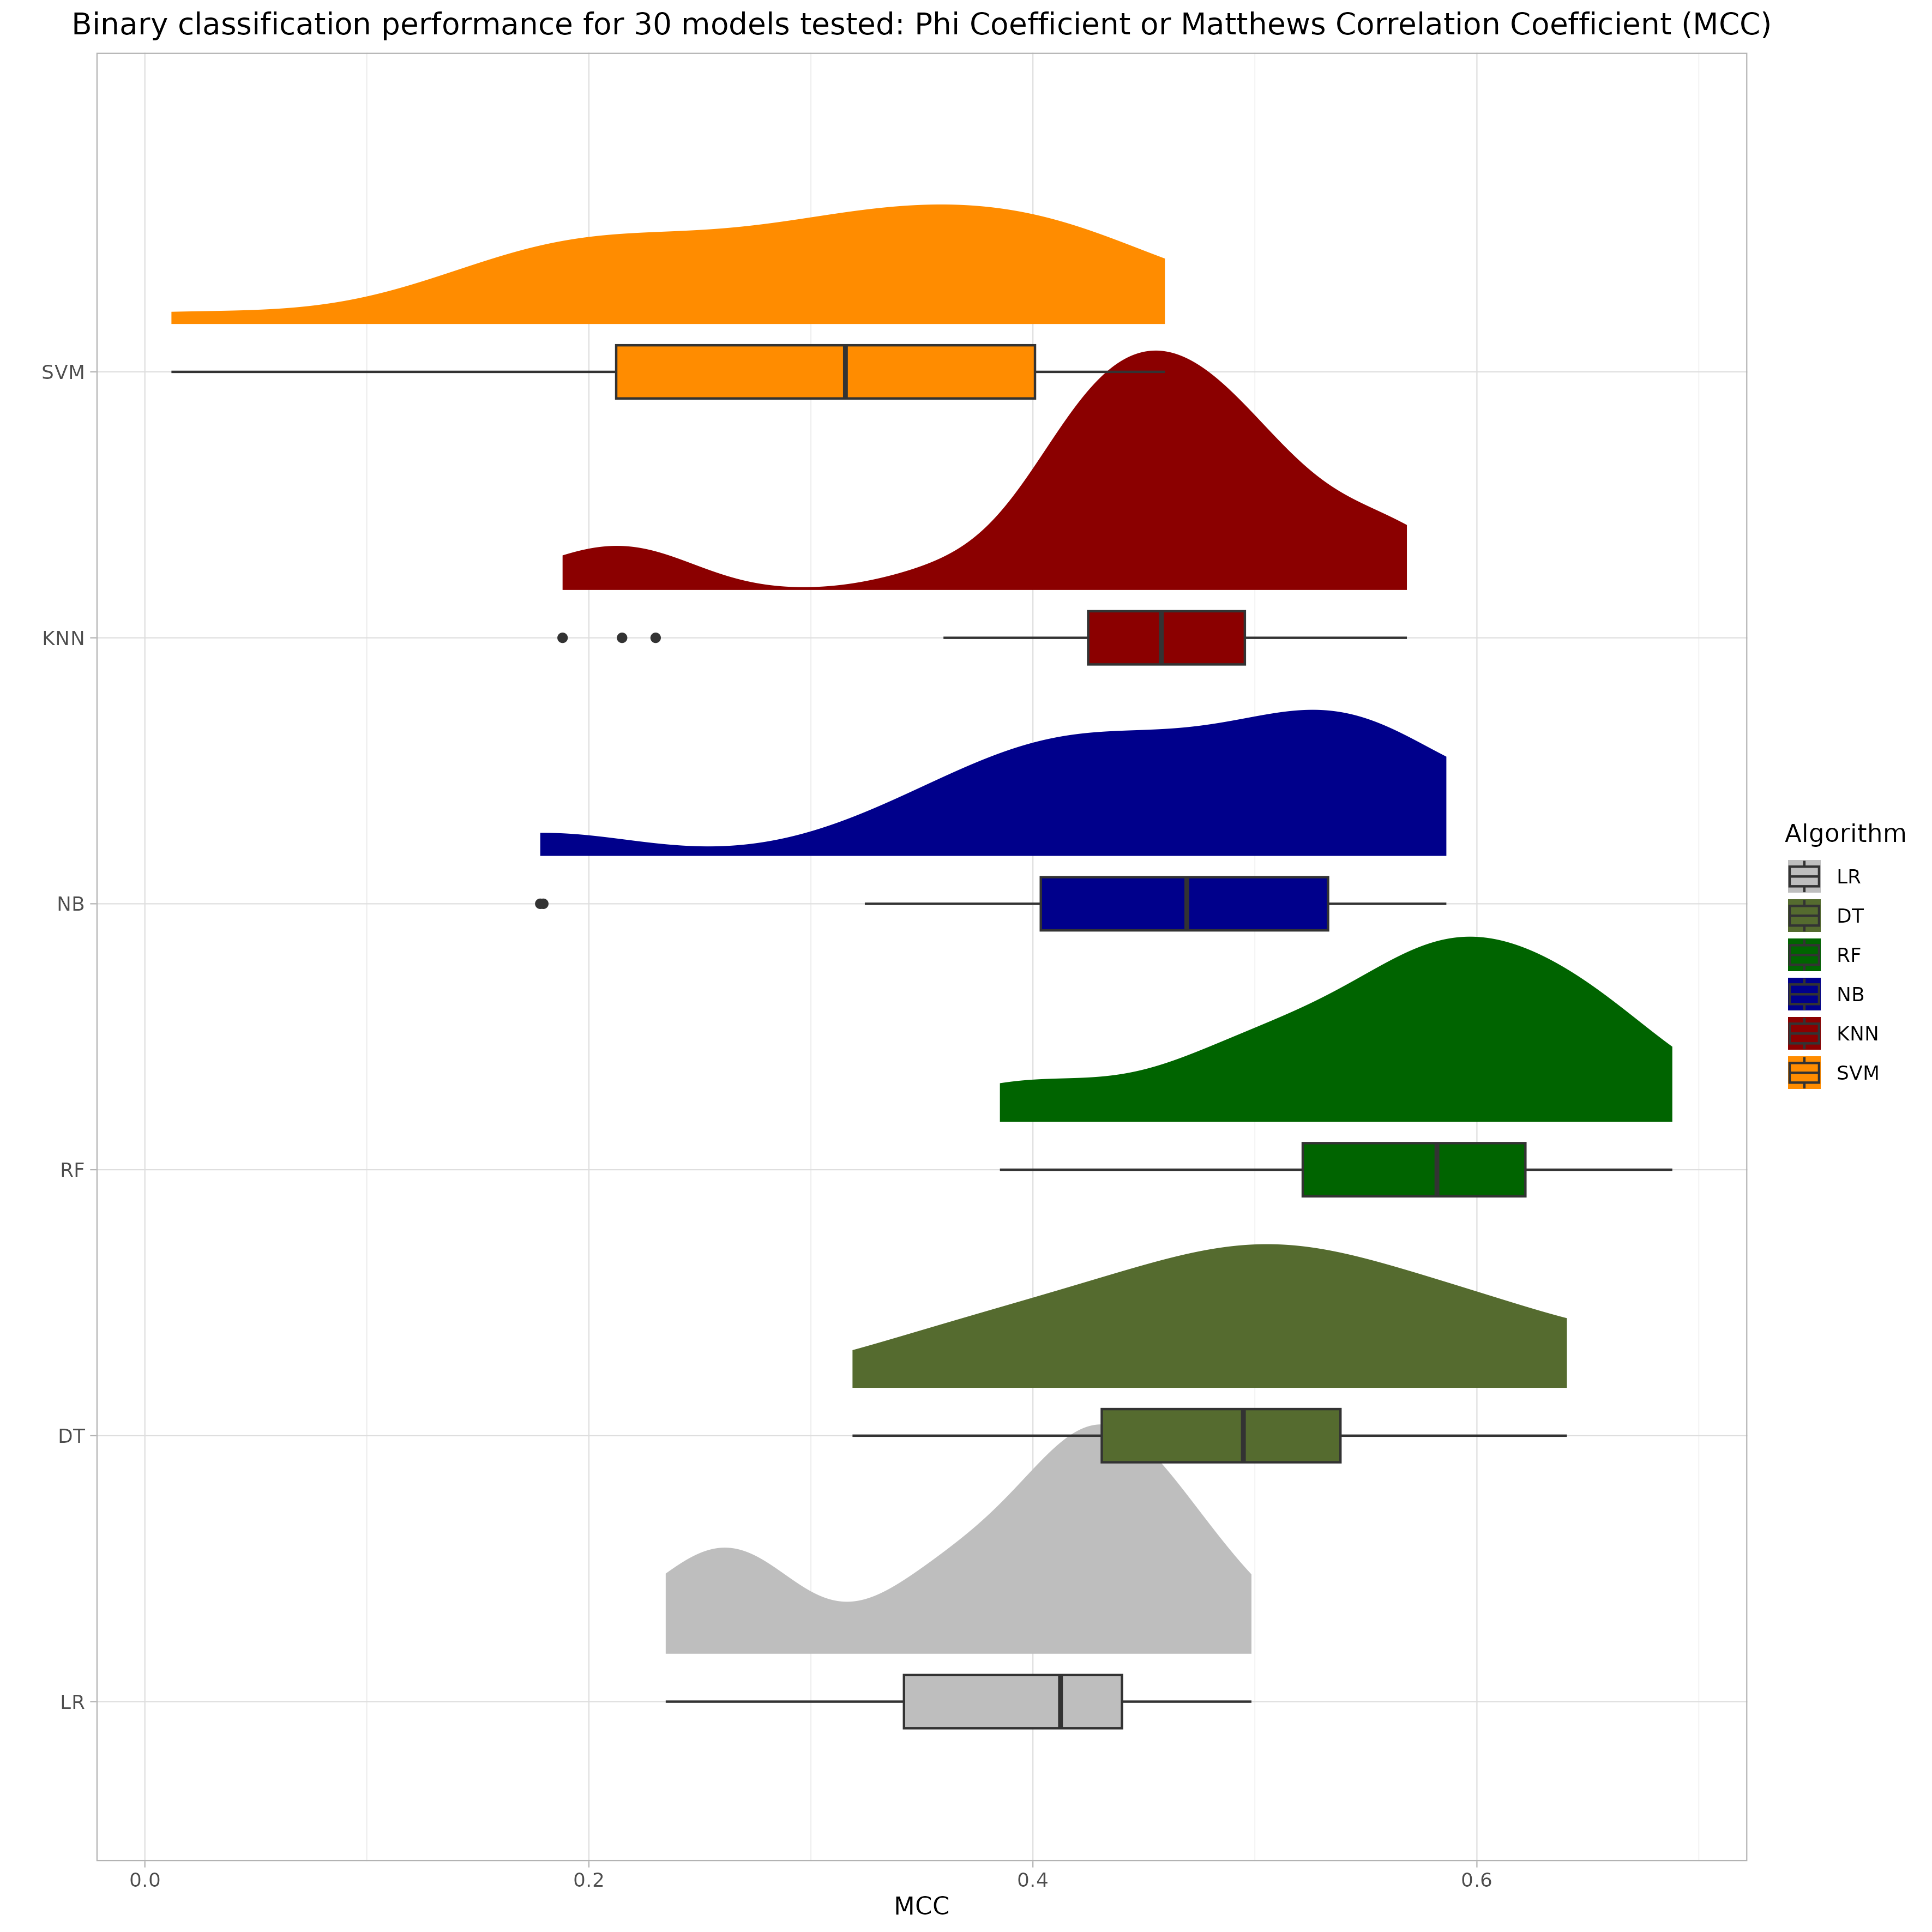 Binary classification performance for 30 models tested: Phi Coefficient or Matthews Correlation Coefficient (MCC)
SVM
KNN
NB
RF
DT
LR
0.0 0.2 0.4 0.6
MCC
Algorithm
LR
DT
RF
NB
KNN
SVM